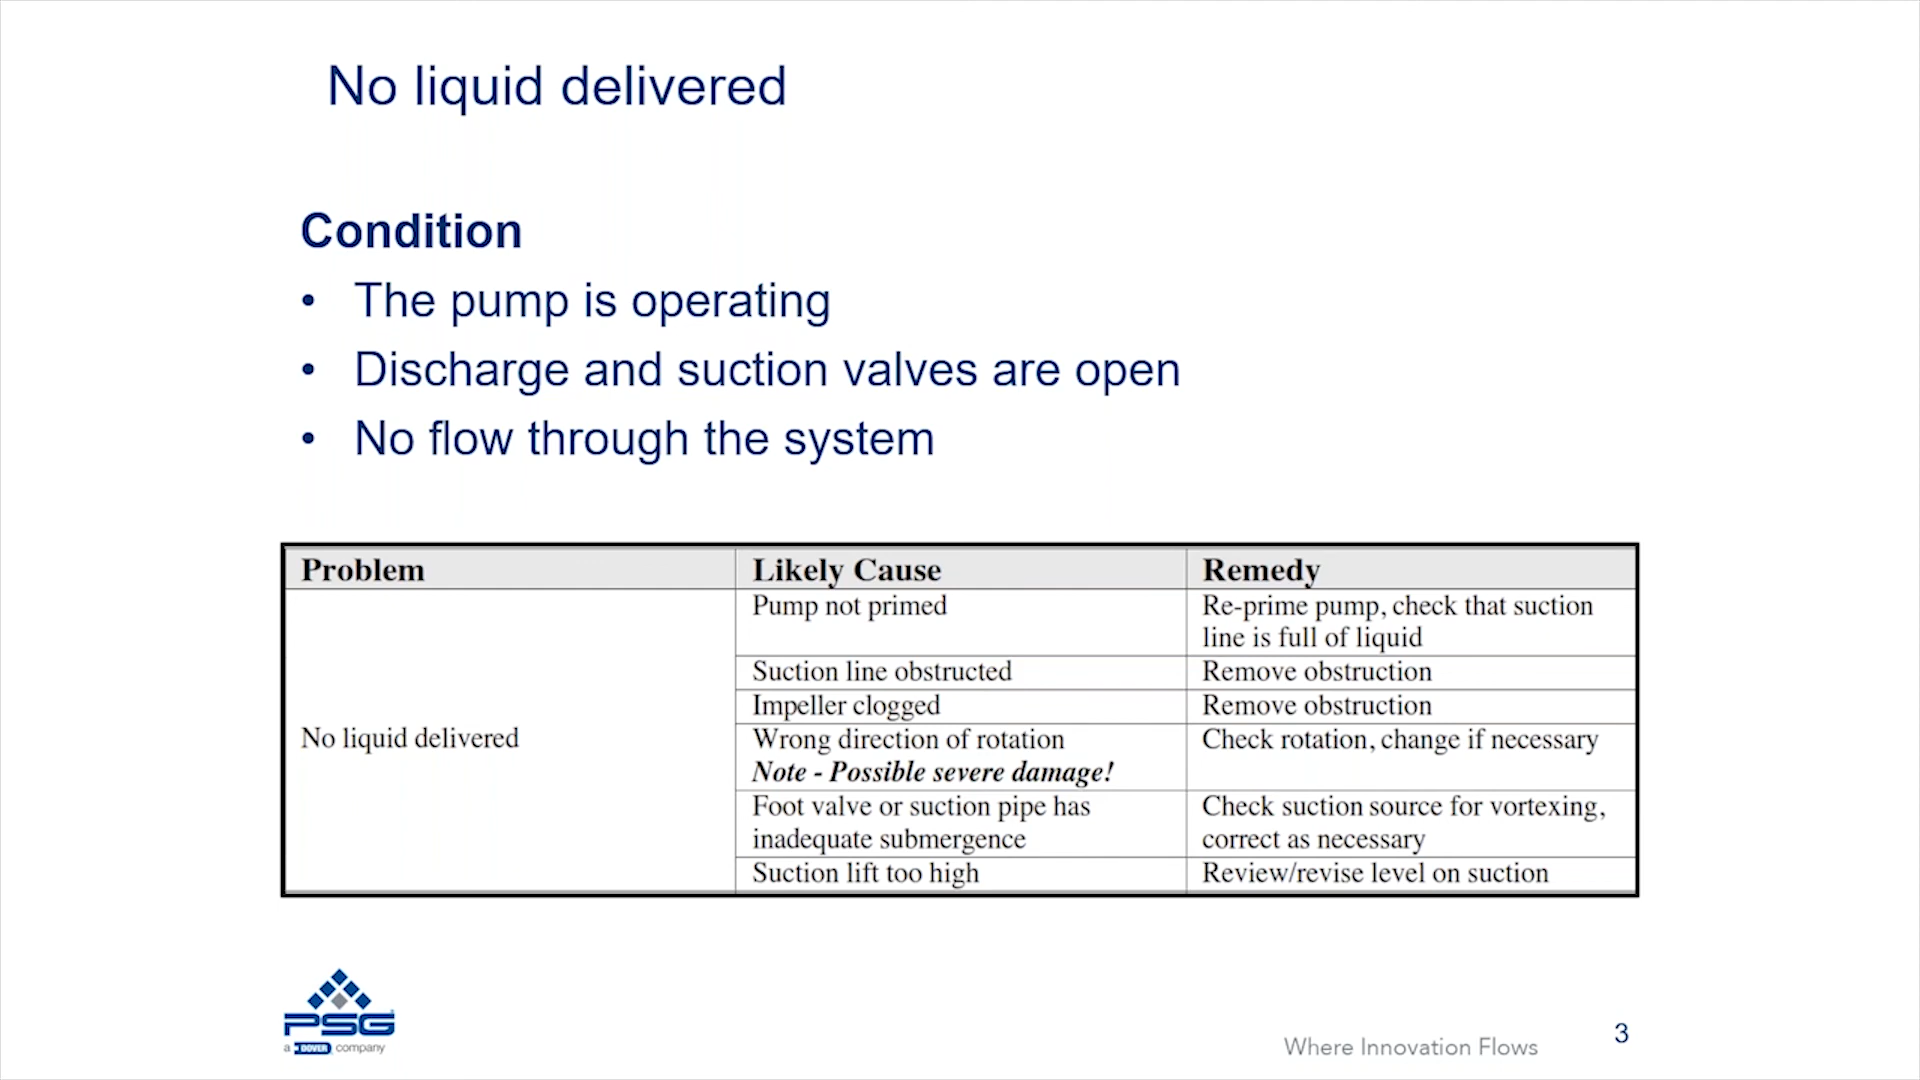 No liquid delivered
Condition
• The pump is operating
• Discharge and suction valves are open
• No flow through the system
Problem
Likely Cause
Remedy
No liquid delivered
Pump not primed
Re-prime pump, check that suction
line is full of liquid
Suction line obstructed
Remove obstruction
Impeller clogged
Remove obstruction
Wrong direction of rotation
Note - Possible severe damage!
Check rotation, change if necessary
Foot valve or suction pipe has
inadequate submergence
Check suction source for vortexing,
correct as necessary
Suction lift too high
Review/revise level on suction
PSG
a DOVER company
Where Innovation Flows
3